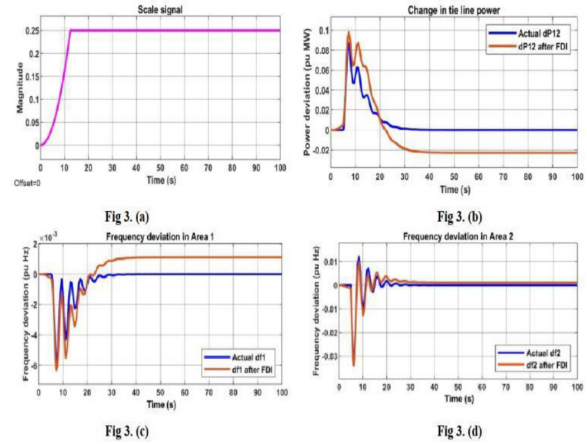 Scale signal
Magnitude
0.25
0.2
0.15
0.1
0.05
0
0 10 20 30 40 50 60 70 80 90 100
Offset=0
Time (s)
Fig 3. (a)
Change in tie line power
Power deviation (pu MW)
Actual dP12
dP12 after FDI
0.1
0.08
0.06
0.04
0.02
0
-0.02
0 10 20 30 40 50 60 70 80 90 100
Time (s)
Fig 3. (b)
Frequency deviation in Area 1
×10-3
Frequency deviation (pu Hz)
2
0
-2
-4
-6
Actual df1
df1 after FDI
0 10 20 30 40 50 60 70 80 90 100
Time (s)
Fig 3. (c)
Frequency deviation in Area 2
Frequency deviation (pu Hz)
0.01
0
-0.01
-0.02
-0.03
Actual df2
df2 after FDI
0 10 20 30 40 50 60 70 80 90 100
Time (s)
Fig 3. (d)